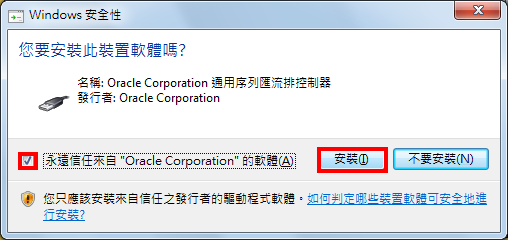 Windows 安全性
您要安裝此裝置軟體嗎?
名稱: Oracle Corporation 通用序列匯流排控制器
發行者: Oracle Corporation
永遠信任來自 "Oracle Corporation" 的軟體(A)
安裝(I)
不要安裝(N)
您只應該安裝來自信任之發行者的驅動程式軟體。如何判定哪些裝置軟體可安全地進
行安裝?